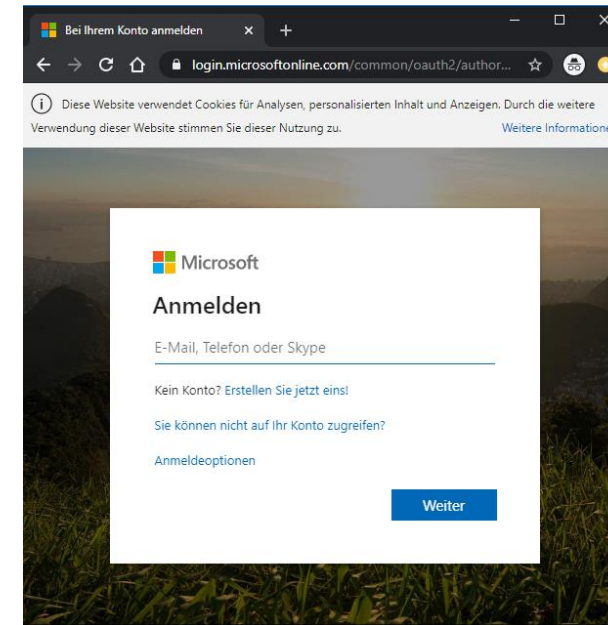 Bei Ihrem Konto anmelden
login.microsoftonline.com/common/oauth2/author...
Diese Website verwendet Cookies für Analysen, personalisierten Inhalt und Anzeigen. Durch die weitere
Verwendung dieser Website stimmen Sie dieser Nutzung zu. Weitere Informatione
Microsoft
Anmelden
E-Mail, Telefon oder Skype
Kein Konto? Erstellen Sie jetzt eins!
Sie können nicht auf Ihr Konto zugreifen?
Anmeldeoptionen
Weiter